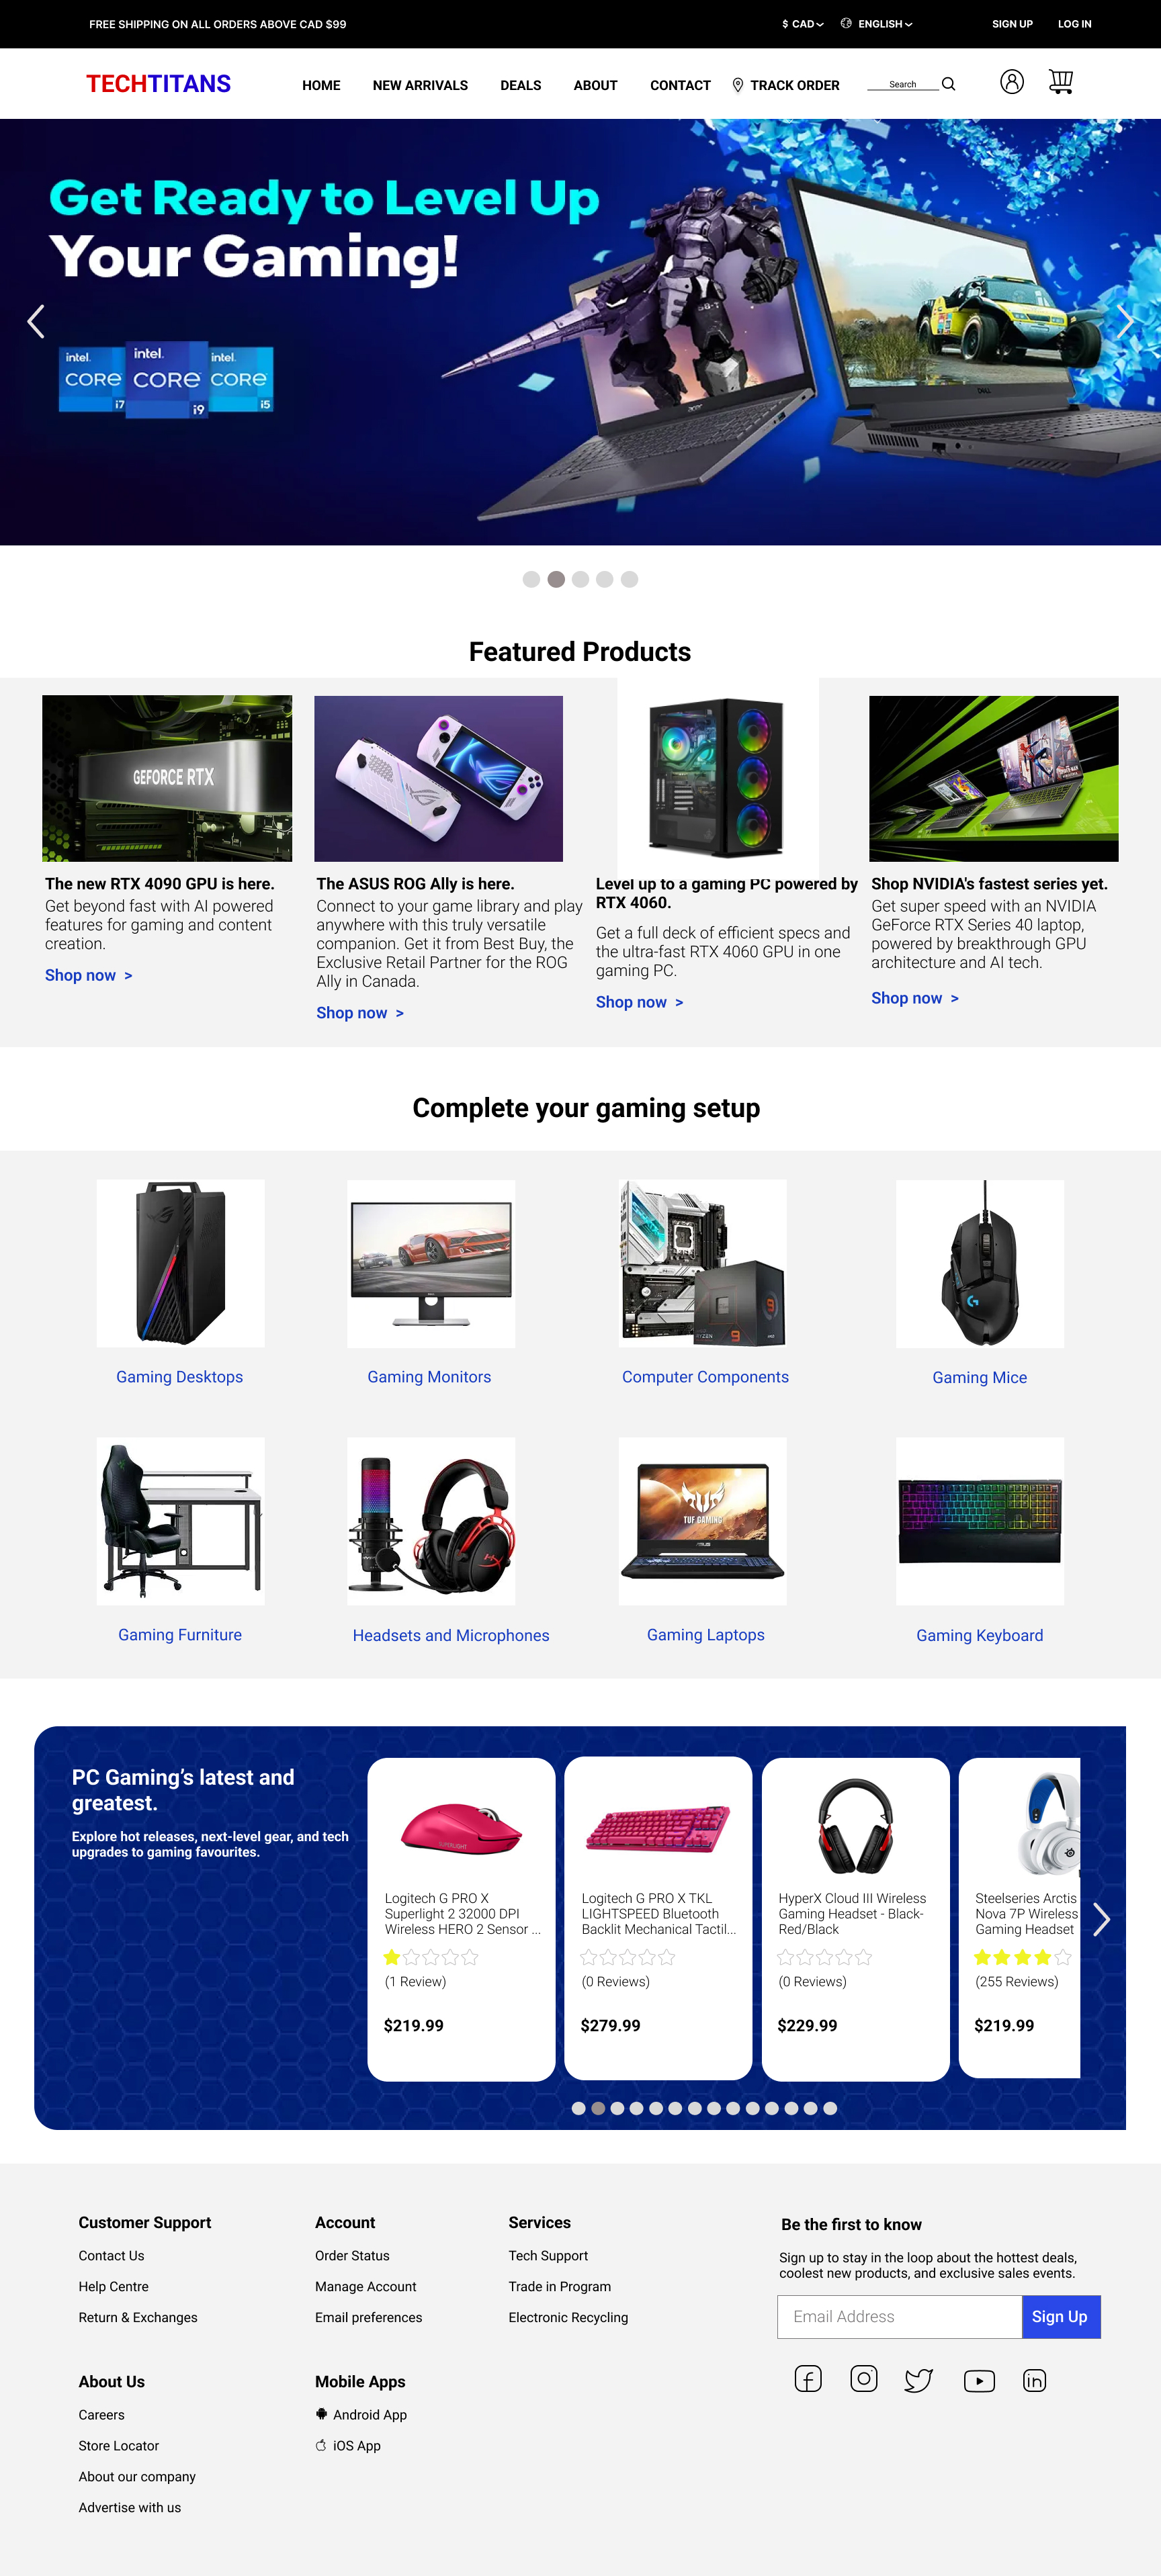 FREE SHIPPING ON ALL ORDERS ABOVE CAD $99
$ CAD
ENGLISH
SIGN UP
LOG IN
TECHTITANS
HOME
NEW ARRIVALS
DEALS
ABOUT
CONTACT
TRACK ORDER
Search
Get Ready to Level Up
Your Gaming!
intel.
CORE
i7
intel.
CORE
i9
intel.
CORE
i5
acer
DELL
Featured Products
GEFORCE RTX
The new RTX 4090 GPU is here.
Get beyond fast with AI powered
features for gaming and content
creation.
Shop now >
The ASUS ROG Ally is here.
Connect to your game library and play
anywhere with this truly versatile
companion. Get it from Best Buy, the
Exclusive Retail Partner for the ROG
Ally in Canada.
Shop now >
Level up to a gaming PC powered by
RTX 4060.
Get a full deck of efficient specs and
the ultra-fast RTX 4060 GPU in one
gaming PC.
Shop now >
Shop NVIDIA's fastest series yet.
Get super speed with an NVIDIA
GeForce RTX Series 40 laptop,
powered by breakthrough GPU
architecture and AI tech.
Shop now >
Complete your gaming setup
RYZEN
9
9
Gaming Desktops
Gaming Monitors
Computer Components
Gaming Mice
TUF GAMING
Gaming Furniture
Headsets and Microphones
Gaming Laptops
Gaming Keyboard
PC Gaming’s latest and
greatest.
Explore hot releases, next-level gear, and tech
upgrades to gaming favourites.
SUPERLIGHT
Logitech G PRO X
Superlight 2 32000 DPI
Wireless HERO 2 Sensor ...
(1 Review)
$219.99
Logitech G PRO X TKL
LIGHTSPEED Bluetooth
Backlit Mechanical Tactil...
(0 Reviews)
$279.99
HyperX Cloud III Wireless
Gaming Headset - Black-
Red/Black
(0 Reviews)
$229.99
Steelseries Arctis
Nova 7P Wireless
Gaming Headset
(255 Reviews)
$219.99
Customer Support
Contact Us
Help Centre
Return & Exchanges
Account
Order Status
Manage Account
Email preferences
Services
Tech Support
Trade in Program
Electronic Recycling
Be the first to know
Sign up to stay in the loop about the hottest deals,
coolest new products, and exclusive sales events.
Email Address
Sign Up
About Us
Careers
Store Locator
About our company
Advertise with us
Mobile Apps
Android App
iOS App